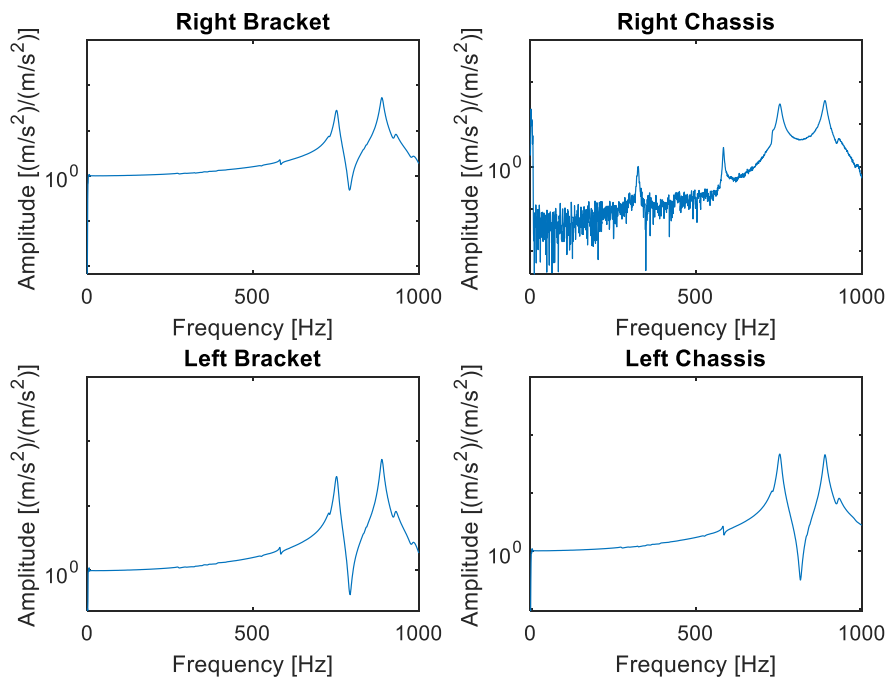 Right Bracket
Amplitude [(m/s²)/(m/s²)]
10⁰
0
500
1000
Frequency [Hz]
Right Chassis
Amplitude [(m/s²)/(m/s²)]
10⁰
0
500
1000
Frequency [Hz]
Left Bracket
Amplitude [(m/s²)/(m/s²)]
10⁰
0
500
1000
Frequency [Hz]
Left Chassis
Amplitude [(m/s²)/(m/s²)]
10⁰
0
500
1000
Frequency [Hz]